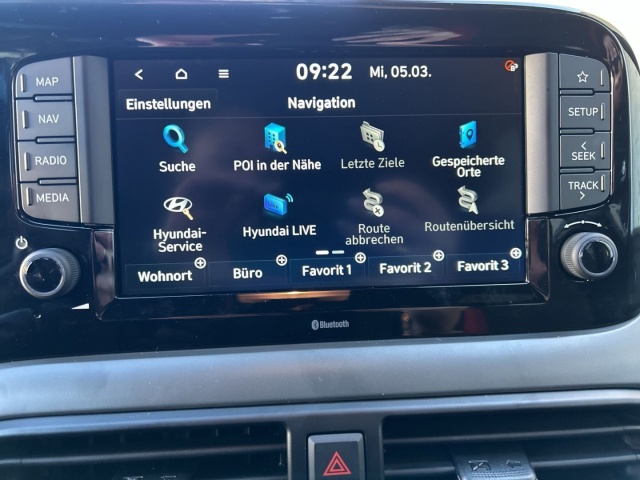 MAP
NAV
RADIO
MEDIA
09:22 Mi, 05.03.
Einstellungen Navigation
Suche
POI in der Nähe
Letzte Ziele
Gespeicherte
Orte
Hyundai-
Service
Hyundai LIVE
Route
abbrechen
Routenübersicht
Wohnort
Büro
Favorit 1
Favorit 2
Favorit 3
SETUP
SEEK
TRACK
Bluetooth